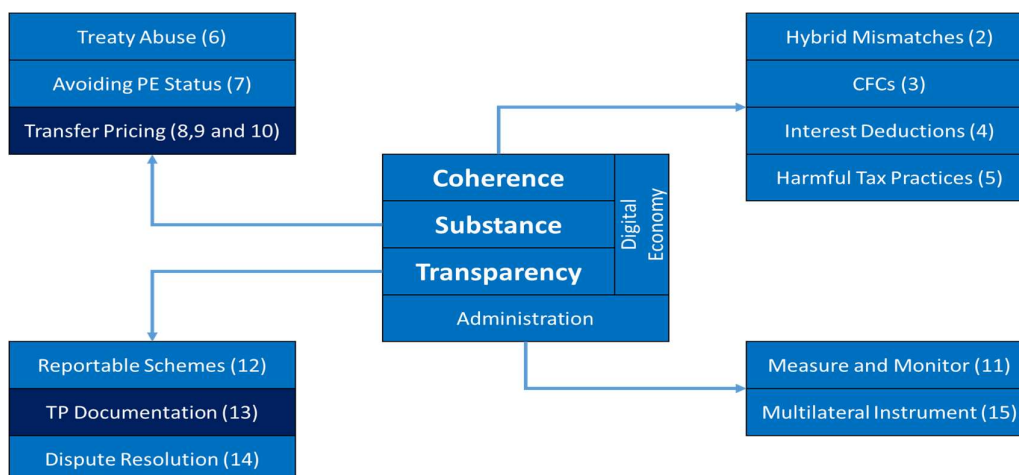 Treaty Abuse (6)
Avoiding PE Status (7)
Transfer Pricing (8,9 and 10)
Hybrid Mismatches (2)
CFCs (3)
Interest Deductions (4)
Harmful Tax Practices (5)
Coherence
Substance
Transparency
Digital
Economy
Administration
Reportable Schemes (12)
TP Documentation (13)
Dispute Resolution (14)
Measure and Monitor (11)
Multilateral Instrument (15)